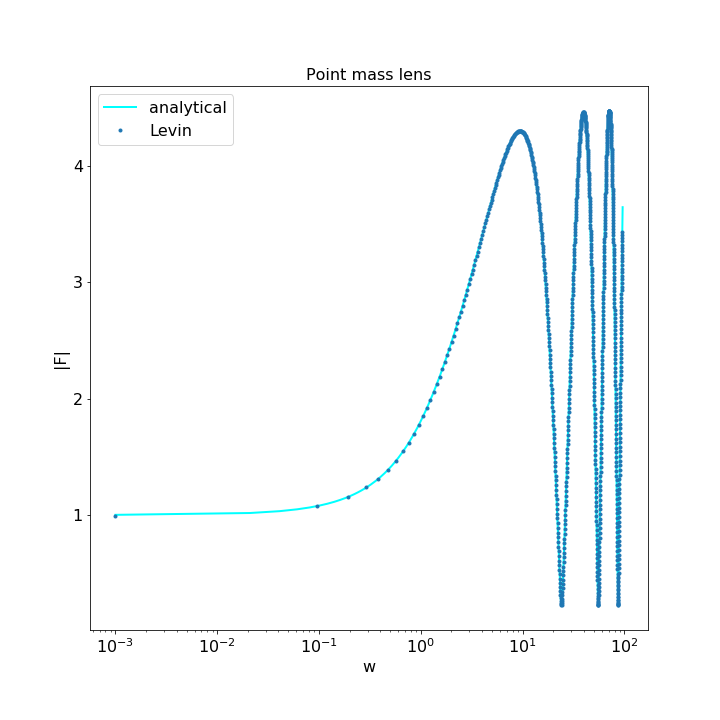 Point mass lens
analytical
Levin
|F|
4
3
2
1
10⁻³ 10⁻² 10⁻¹ 10⁰ 10¹ 10²
w